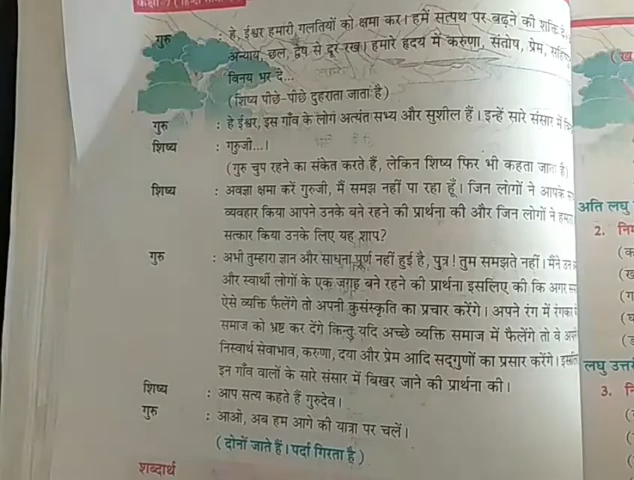 गुरु : हे, ईश्वर हमारी गलतियों को क्षमा कर। हमें सत्पथ पर बढ़ने की शक्ति दे
अन्याय, छल, द्वेष से दूर रख। हमारे हृदय में करुणा, संतोष, प्रेम,
विनय भर दे...
(शिष्य पीछे-पीछे दुहराता जाता है)
गुरु : हे ईश्वर, इस गाँव के लोग अत्यंत सभ्य और सुशील हैं। इन्हें सारे संसार में
शिष्य : गुरुजी...।
(गुरु चुप रहने का संकेत करते हैं, लेकिन शिष्य फिर भी कहता जाता है)
शिष्य : अवज्ञा क्षमा करें गुरुजी, मैं समझ नहीं पा रहा हूँ। जिन लोगों ने आपके
व्यवहार किया आपने उनके बने रहने की प्रार्थना की और जिन लोगों ने
सत्कार किया उनके लिए यह शाप?
गुरु : अभी तुम्हारा ज्ञान और साधना पूर्ण नहीं हुई है, पुत्र! तुम समझते नहीं। मैंने
और स्वार्थी लोगों के एक जगह बने रहने की प्रार्थना इसलिए की कि अगर
ऐसे व्यक्ति फैलेंगे तो अपनी कुसंस्कृति का प्रचार करेंगे। अपने रंग में रंगकर
समाज को भ्रष्ट कर देंगे किन्तु यदि अच्छे व्यक्ति समाज में फैलेंगे तो वे
निस्वार्थ सेवाभाव, करुणा, दया और प्रेम आदि सद्गुणों का प्रसार करेंगे।
इन गाँव वालों के सारे संसार में बिखर जाने की प्रार्थना की।
शिष्य : आप सत्य कहते हैं गुरुदेव।
गुरु : आओ, अब हम आगे की यात्रा पर चलें।
(दोनों जाते हैं। पर्दा गिरता है)
शब्दार्थ
अति लघु
2.
लघु
3.